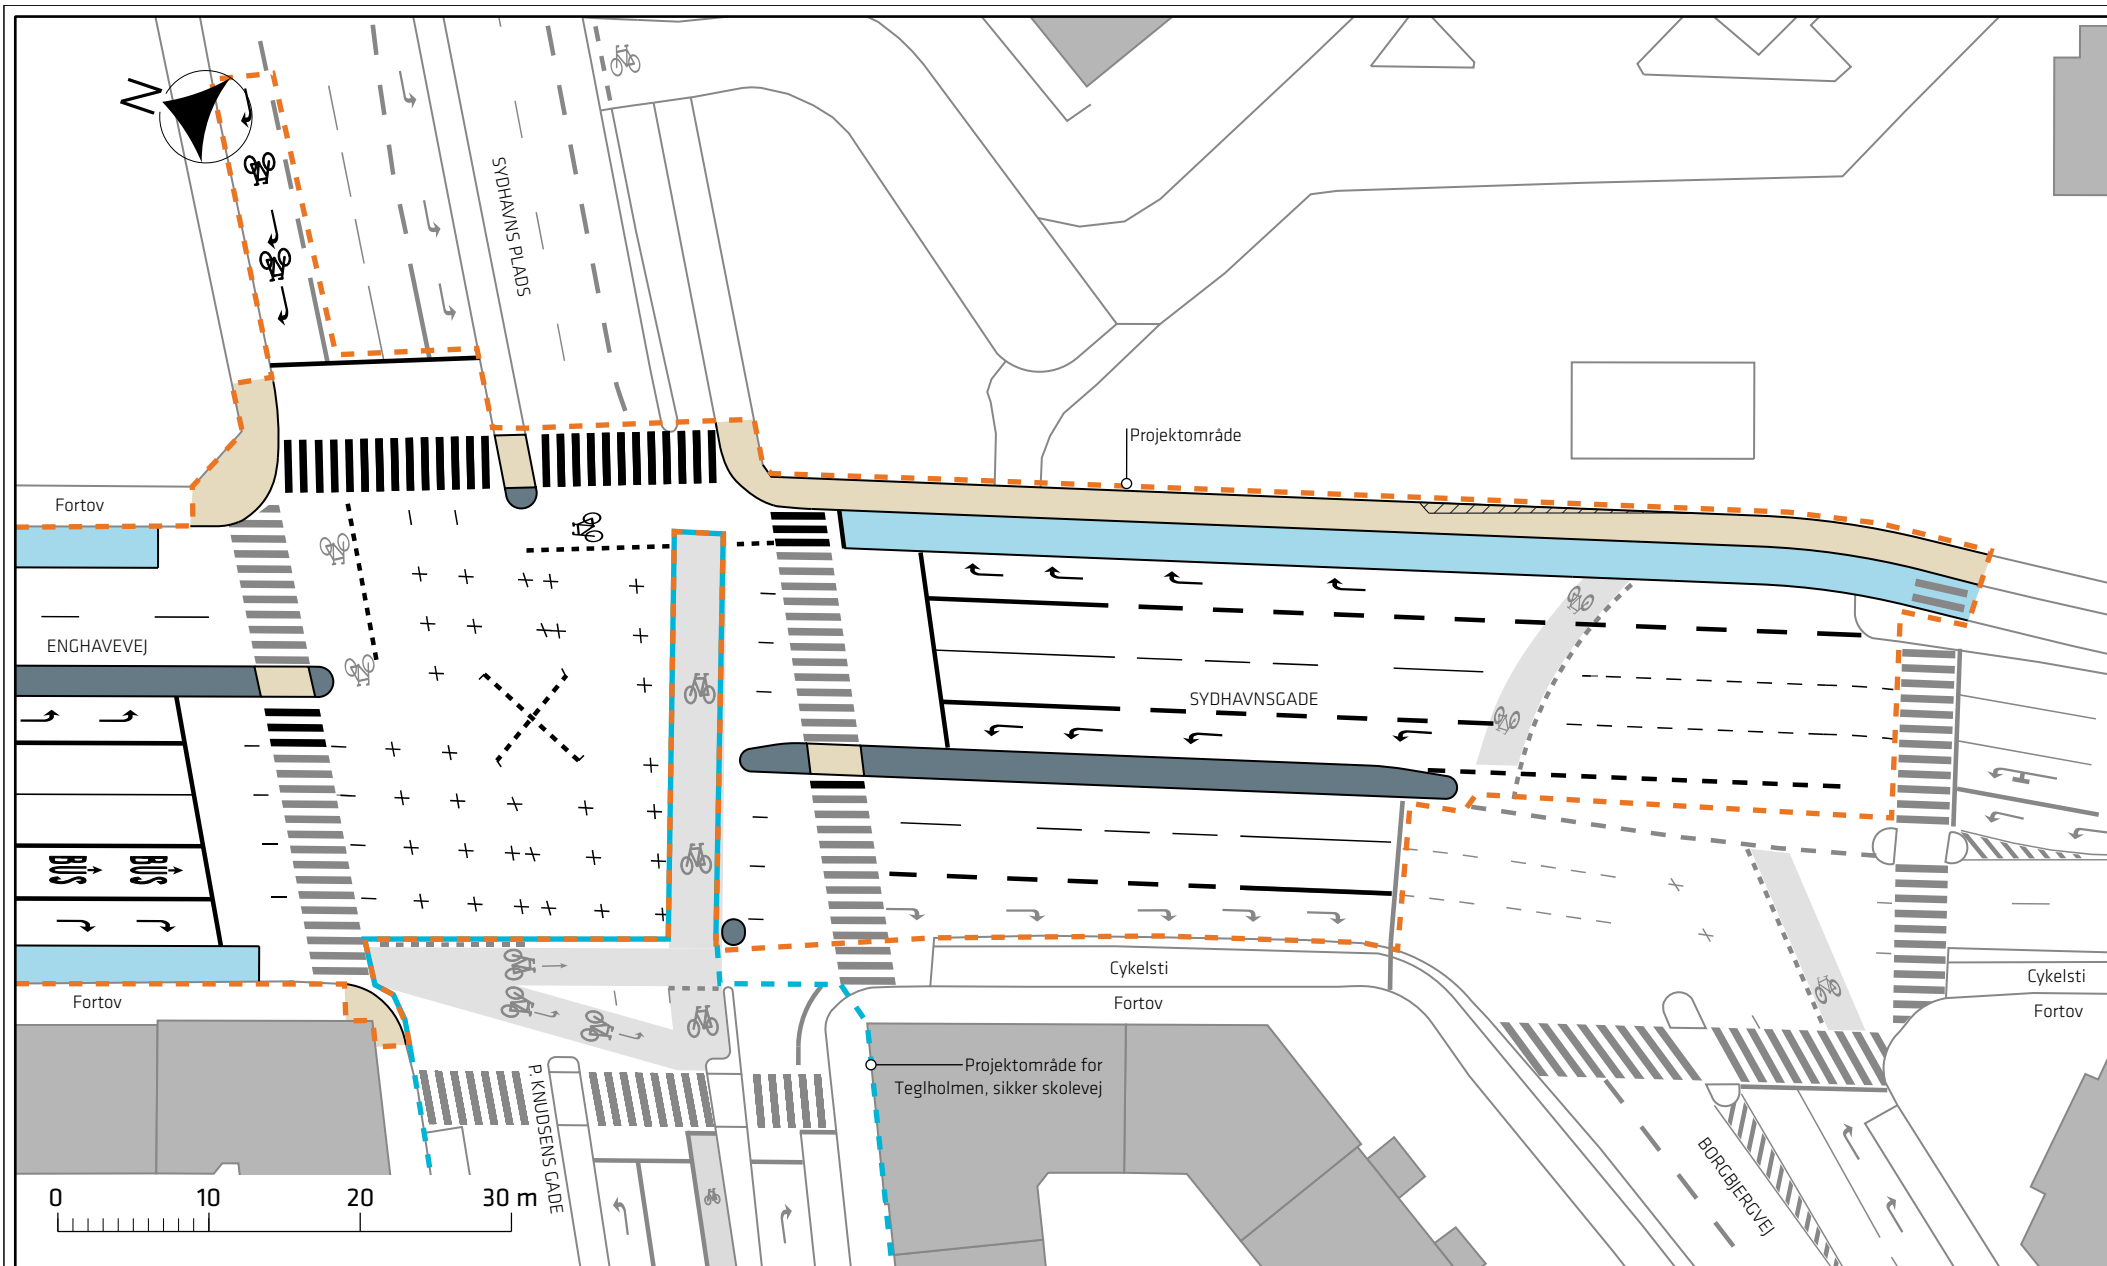 N
SYDHAVNS PLADS
Projektområde
Fortov
ENGHAVEVEJ
SYDHAVNSGADE
BUS BUS
Cykelsti
Fortov
Fortov
Cykelsti
Fortov
Projektområde for
Teglholmen, sikker skolevej
P. KNUDSENS GADE
BORGBJERGVEJ
0 10 20 30 m